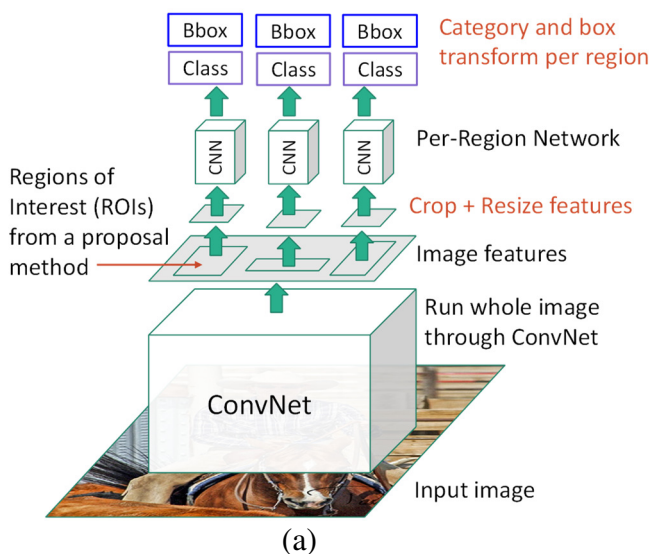 Bbox Bbox Bbox
Class Class Class
Category and box
transform per region
CNN CNN CNN
Per-Region Network
Regions of
Interest (ROIs)
from a proposal
method
Crop + Resize features
Image features
Run whole image
through ConvNet
ConvNet
Input image
(a)